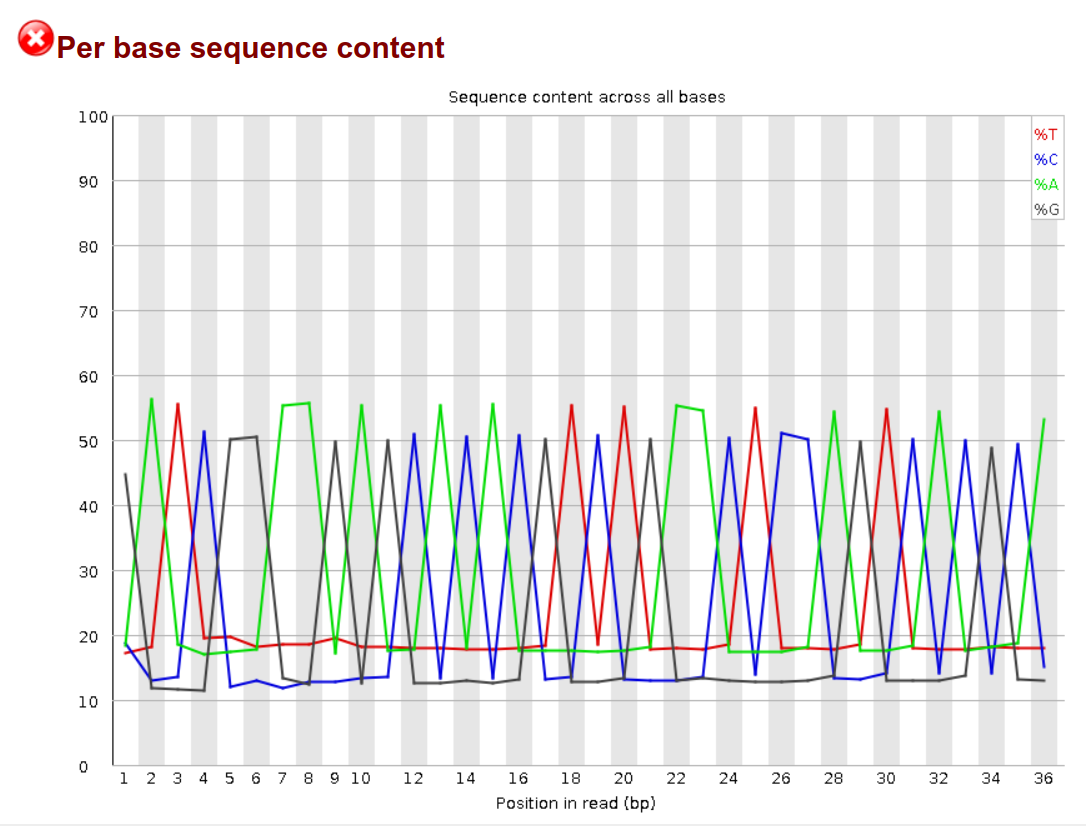 Per base sequence content
Sequence content across all bases
100
90
80
70
60
50
40
30
20
10
0
%T
%C
%A
%G
1 2 3 4 5 6 7 8 9 10 12 14 16 18 20 22 24 26 28 30 32 34 36
Position in read (bp)